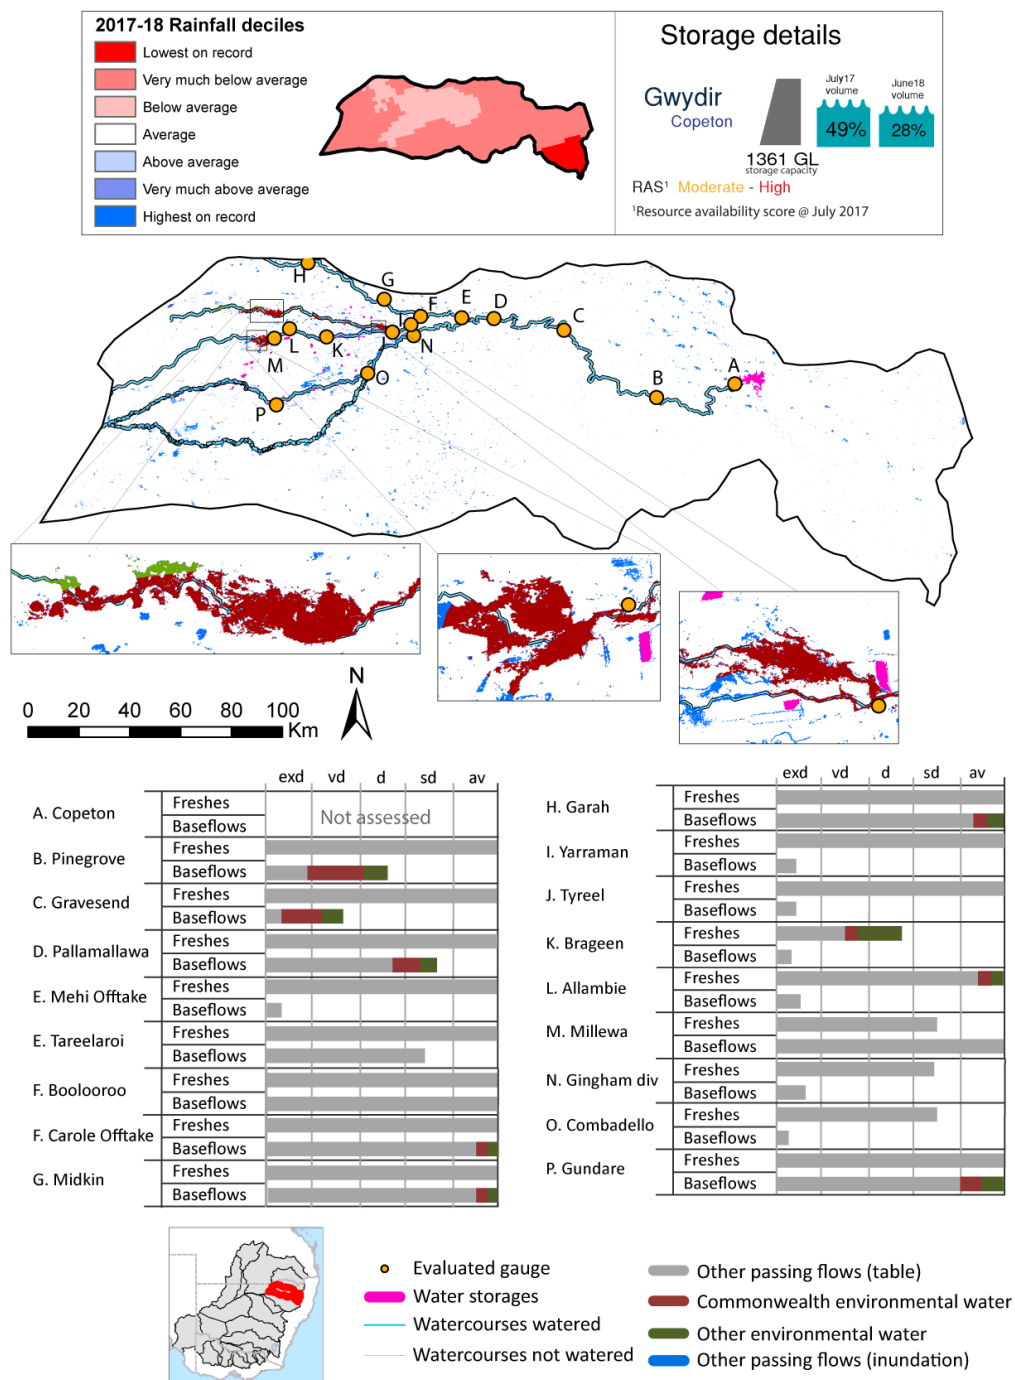 2017-18 Rainfall deciles
Lowest on record
Very much below average
Below average
Average
Above average
Very much above average
Highest on record
Storage details
Gwydir
Copeton
1361 GL
storage capacity
July17
volume
49%
June18
volume
28%
RAS¹ Moderate - High
¹Resource availability score @ July 2017
H
G
F
E
D
C
I
J
N
L
K
M
O
P
B
A
N
0 20 40 60 80 100
Km
exd vd d sd av
A. Copeton
Freshes
Baseflows
Not assessed
B. Pinegrove
Freshes
Baseflows
C. Gravesend
Freshes
Baseflows
D. Pallamallawa
Freshes
Baseflows
E. Mehi Offtake
Freshes
Baseflows
E. Tareelaroi
Freshes
Baseflows
F. Boolooroo
Freshes
Baseflows
F. Carole Offtake
Freshes
Baseflows
G. Midkin
Freshes
Baseflows
exd vd d sd av
H. Garah
Freshes
Baseflows
I. Yarraman
Freshes
Baseflows
J. Tyreel
Freshes
Baseflows
K. Brageen
Freshes
Baseflows
L. Allambie
Freshes
Baseflows
M. Millewa
Freshes
Baseflows
N. Gingham div
Freshes
Baseflows
O. Combadello
Freshes
Baseflows
P. Gundare
Freshes
Baseflows
Evaluated gauge
Water storages
Watercourses watered
Watercourses not watered
Other passing flows (table)
Commonwealth environmental water
Other environmental water
Other passing flows (inundation)